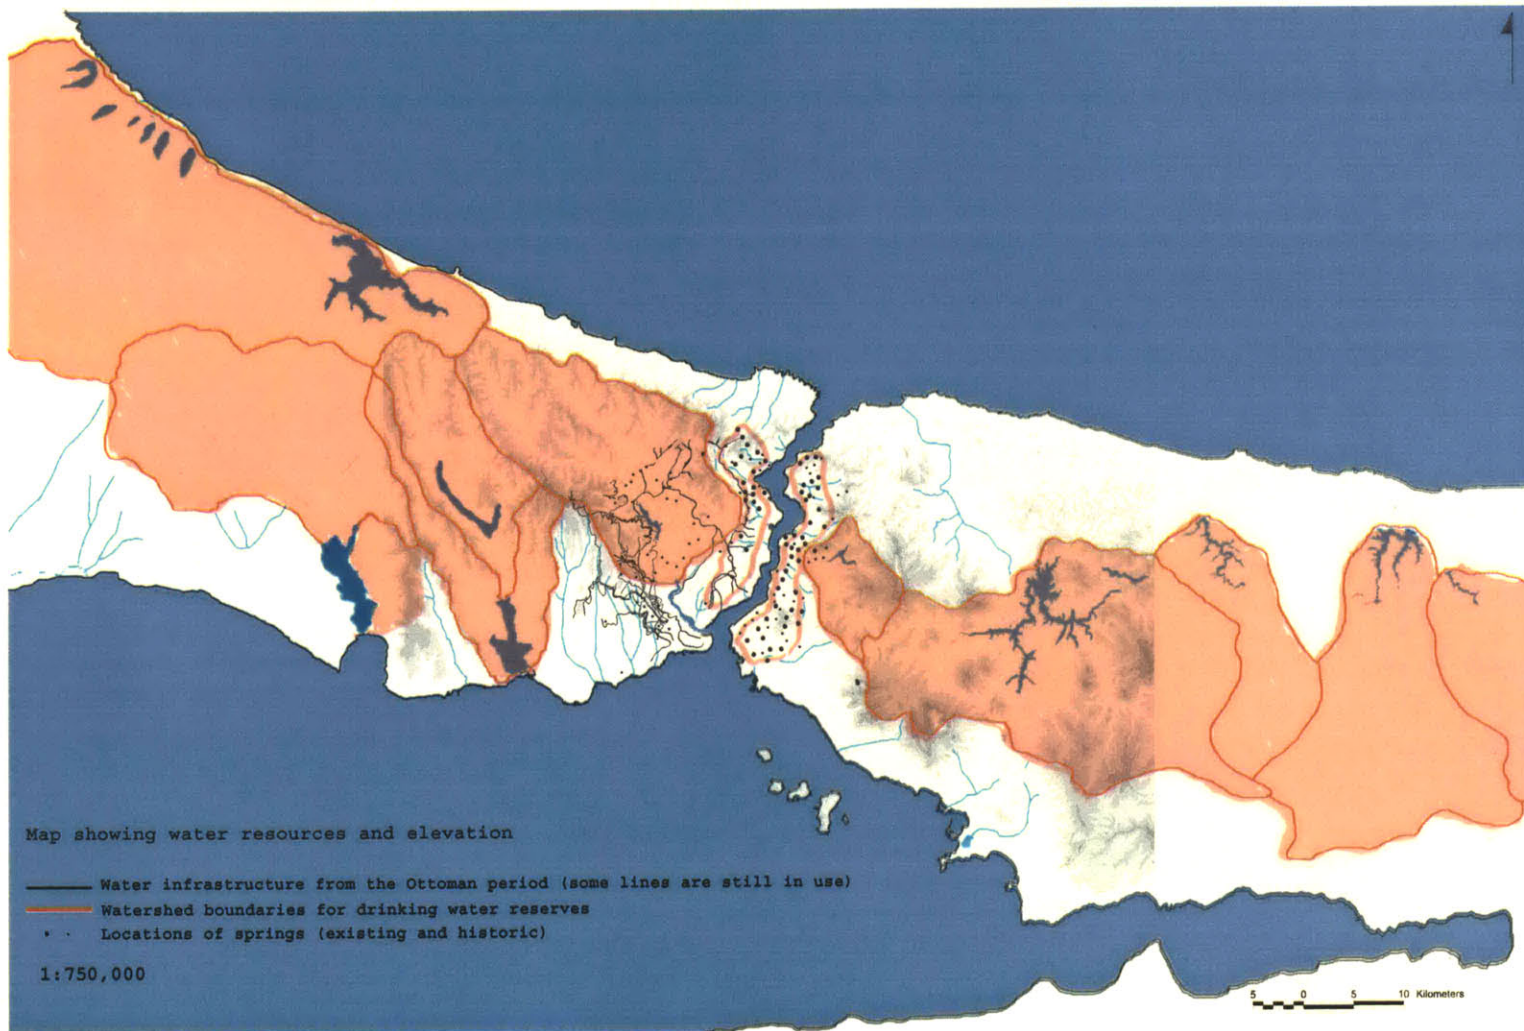 Map showing water resources and elevation
Water infrastructure from the Ottoman period (some lines are still in use)
Watershed boundaries for drinking water reserves
Locations of springs (existing and historic)
1:750,000
5 0 5 10 Kilometers